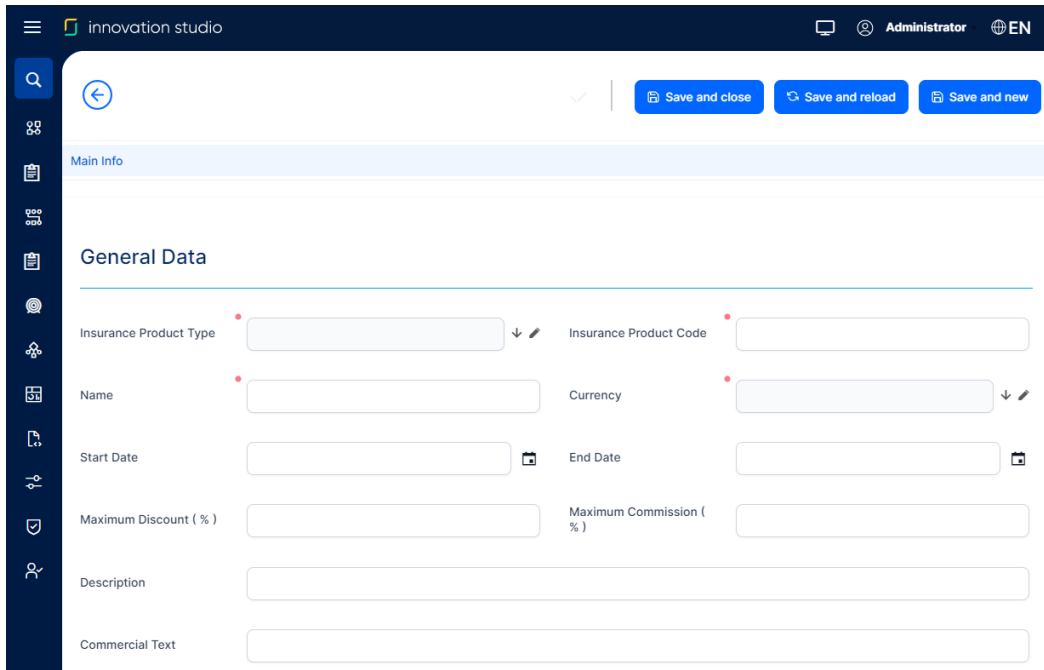 innovation studio
Administrator
EN
Save and close
Save and reload
Save and new
Main Info
General Data
Insurance Product Type
Insurance Product Code
Name
Currency
Start Date
End Date
Maximum Discount ( % )
Maximum Commission (
% )
Description
Commercial Text